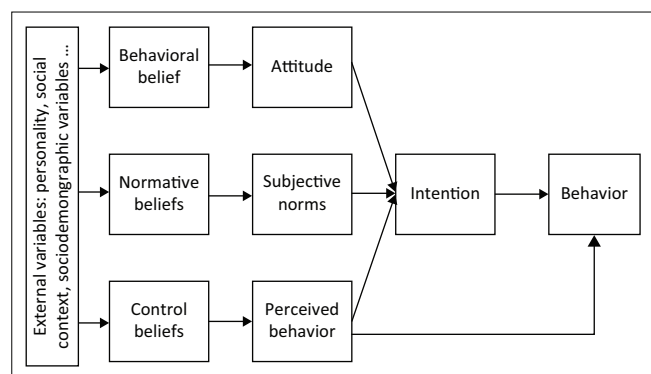 External variables: personality, social
context, sociodemongraphic variables ...
Behavioral
belief
Attitude
Normative
beliefs
Subjective
norms
Intention
Behavior
Control
beliefs
Perceived
behavior